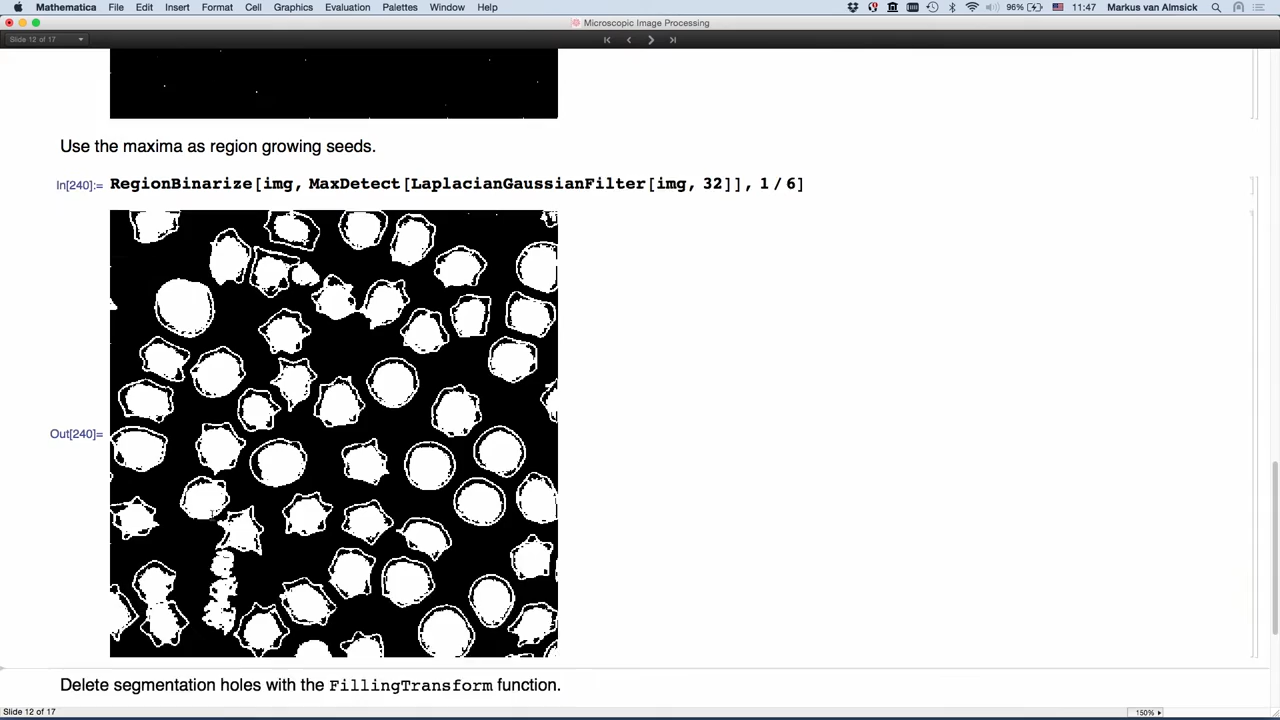 Mathematica File Edit Insert Format Cell Graphics Evaluation Palettes Window Help 96% 11:47 Markus van Almsick
Microscopic Image Processing
Slide 12 of 17
Use the maxima as region growing seeds.
In[240]:= RegionBinarize[img, MaxDetect[LaplacianGaussianFilter[img, 32]], 1 / 6]
Out[240]=
Delete segmentation holes with the FillingTransform function.
Slide 12 of 17 150%